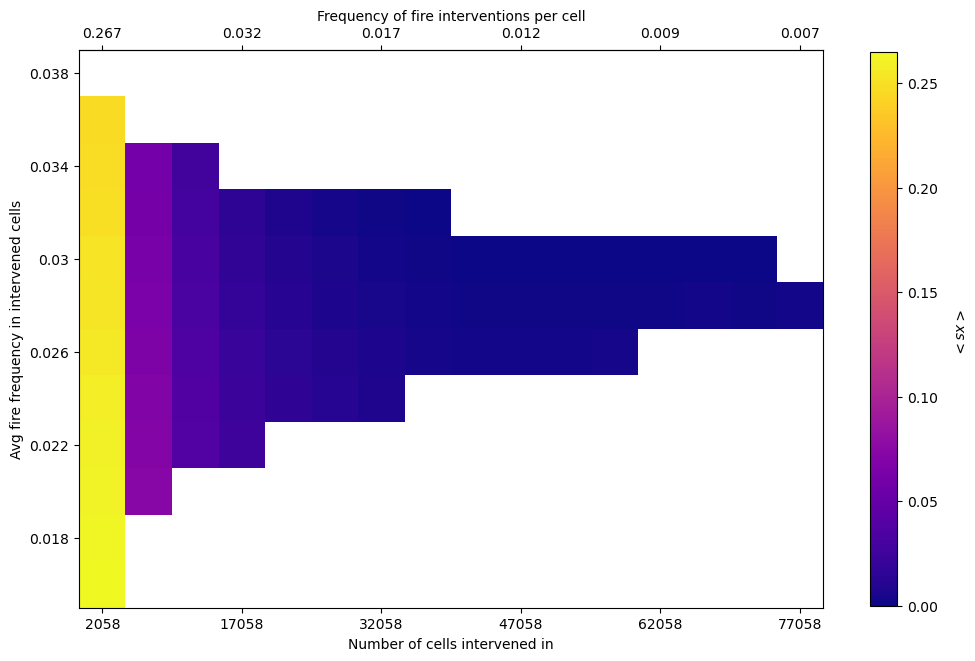 Frequency of fire interventions per cell
0.267 0.032 0.017 0.012 0.009 0.007
0.038
0.034
0.03
0.026
0.022
0.018
Avg fire frequency in intervened cells
2058 17058 32058 47058 62058 77058
Number of cells intervened in
0.25
0.20
0.15
0.10
0.05
0.00
< sx >